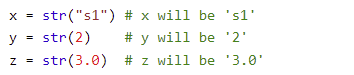 x = str("s1") # x will be 's1'
y = str(2)    # y will be '2'
z = str(3.0)  # z will be '3.0'